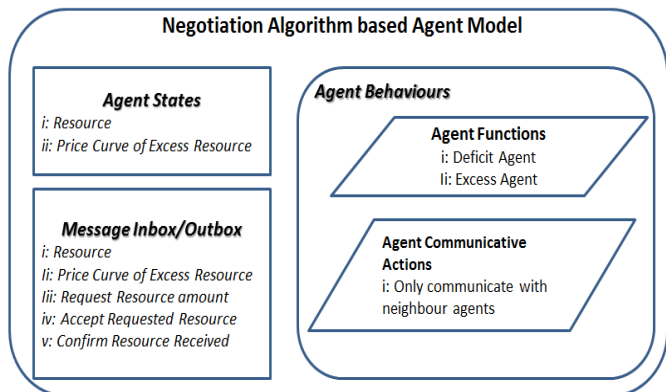 Negotiation Algorithm based Agent Model
Agent States
i: Resource
ii: Price Curve of Excess Resource
Message Inbox/Outbox
i: Resource
Ii: Price Curve of Excess Resource
Iii: Request Resource amount
iv: Accept Requested Resource
v: Confirm Resource Received
Agent Behaviours
Agent Functions
i: Deficit Agent
Ii: Excess Agent
Agent Communicative
Actions
i: Only communicate with
neighbour agents